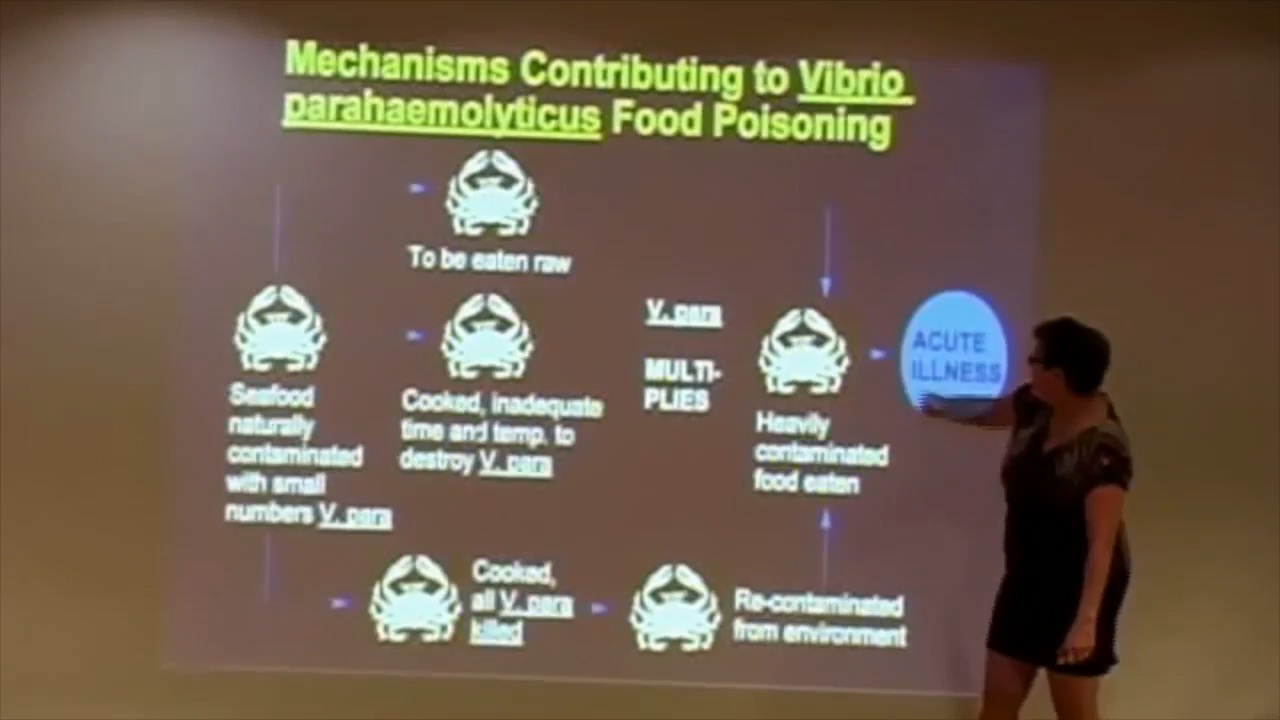 Mechanisms Contributing to Vibrio
parahaemolyticus Food Poisoning
To be eaten raw
Seafood
naturally
contaminated
with small
numbers V. para
Cooked, inadequate
time and temp. to
destroy V. para
V. para
MULTI-
PLIES
Heavily
contaminated
food eaten
ACUTE
ILLNESS
Cooked,
all V. para
killed
Re-contaminated
from environment